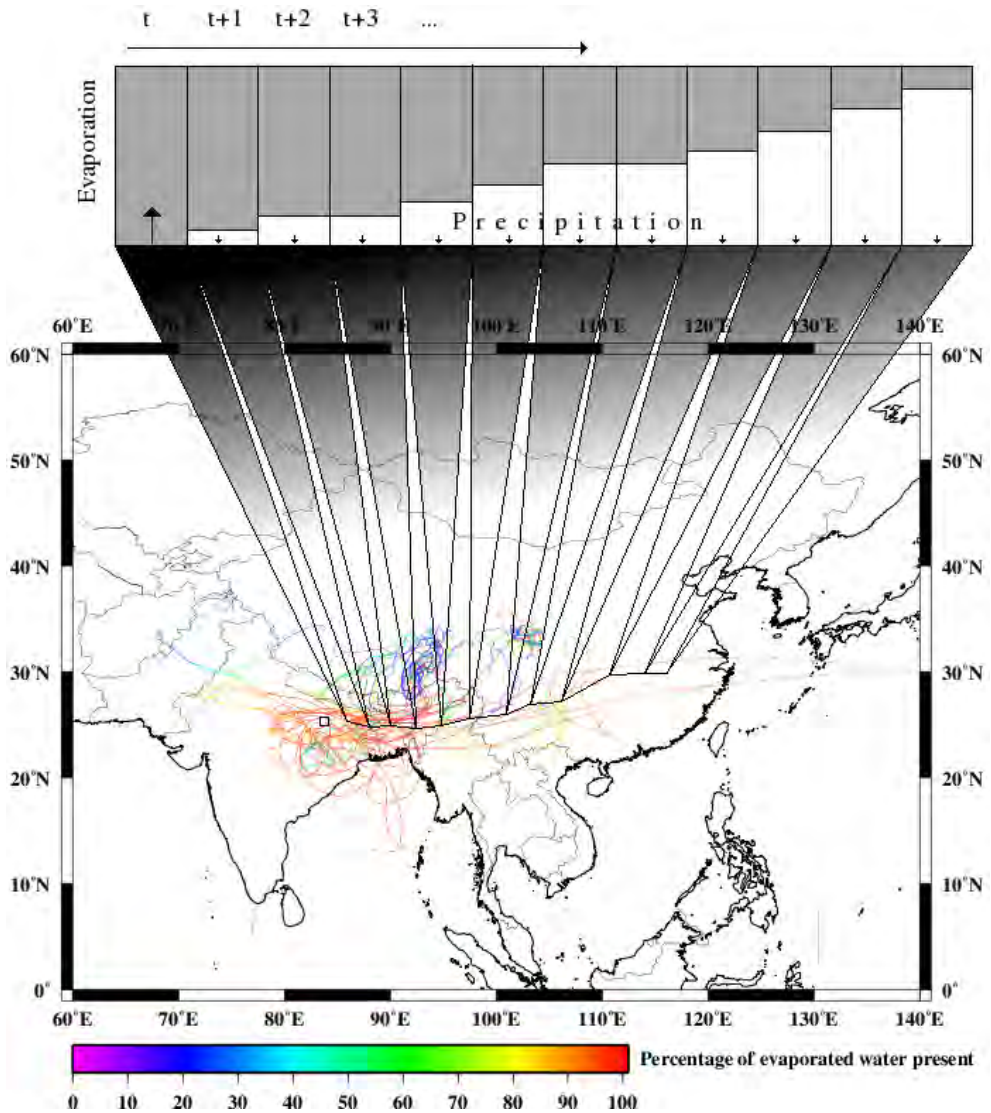 t t+1 t+2 t+3 ...
Evaporation
Precipitation
60°E 70°E 80°E 90°E 100°E 110°E 120°E 130°E 140°E
60°N 60°N
50°N 50°N
40°N 40°N
30°N 30°N
20°N 20°N
10°N 10°N
0° 0°
60°E 70°E 80°E 90°E 100°E 110°E 120°E 130°E 140°E
Percentage of evaporated water present
0 10 20 30 40 50 60 70 80 90 100